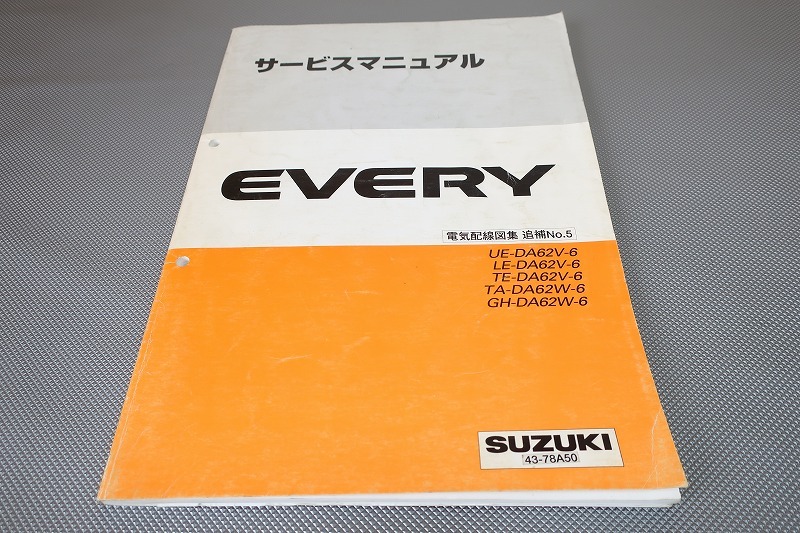 サービスマニュアル
EVERY
電気配線図集 追補No.5
UE-DA62V-6
LE-DA62V-6
TE-DA62V-6
TA-DA62W-6
GH-DA62W-6
SUZUKI
43-78A50